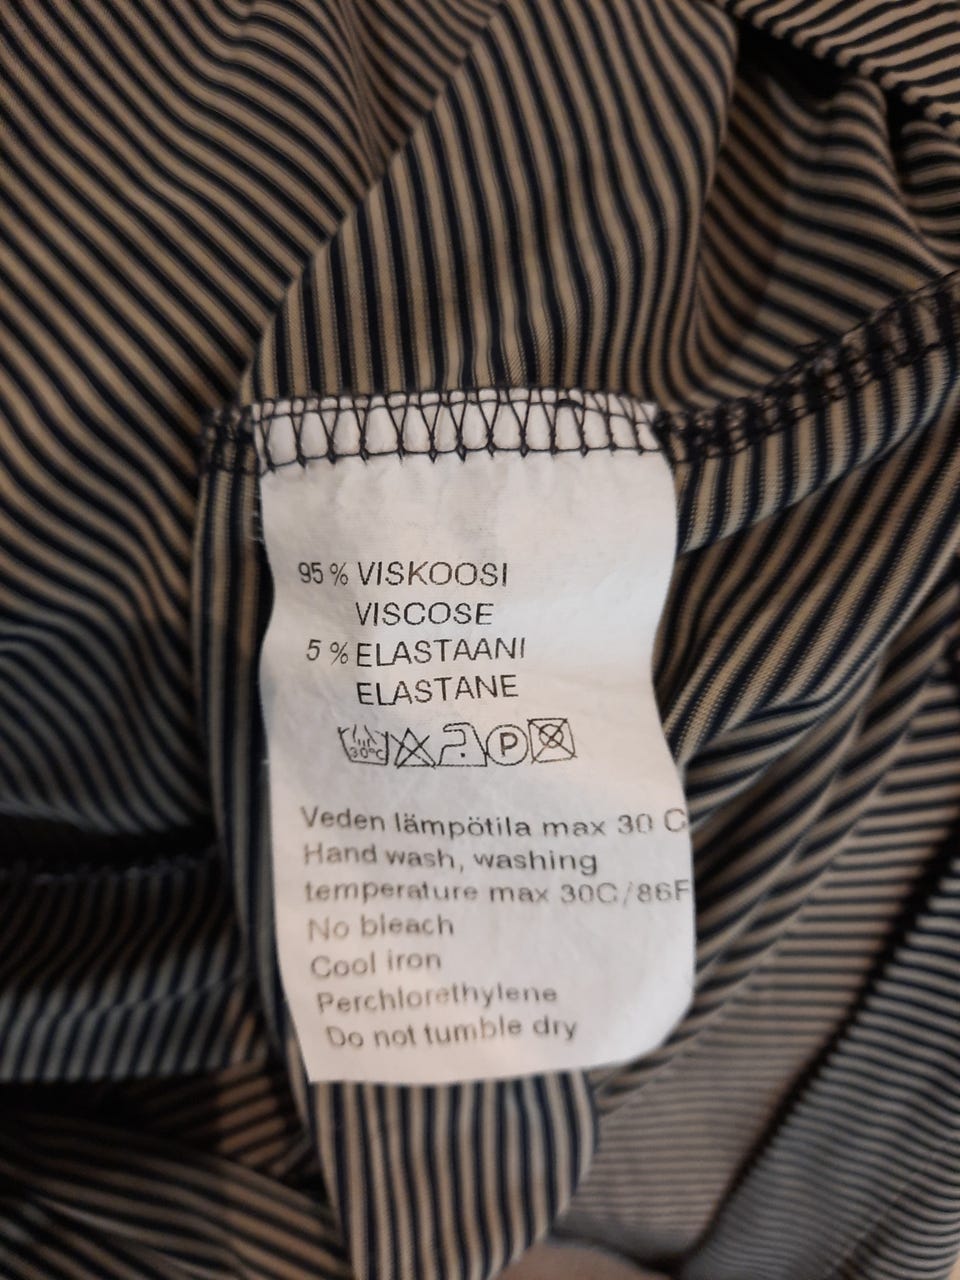 95 % VISKOOSI
VISCOSE
5 % ELASTAANI
ELASTANE
30°C P
Veden lämpötila max 30 C
Hand wash, washing
temperature max 30C/86F
No bleach
Cool iron
Perchlorethylene
Do not tumble dry